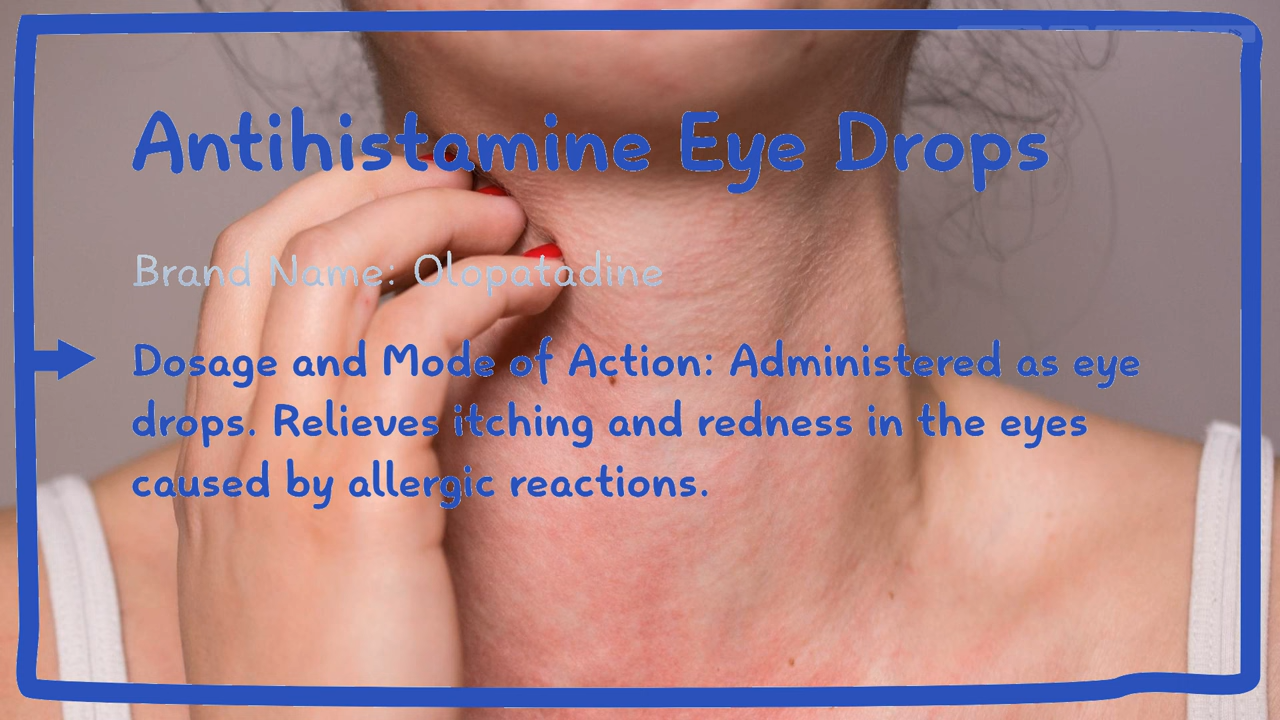 Antihistamine Eye Drops
Brand Name: Olopatadine
Dosage and Mode of Action: Administered as eye
drops. Relieves itching and redness in the eyes
caused by allergic reactions.